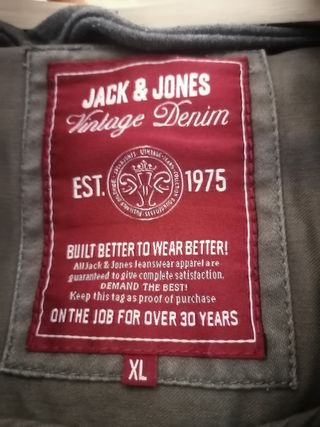 JACK & JONES
Vintage Denim
EST. 1975
BUILT BETTER TO WEAR BETTER!
All Jack & Jones Jeanswear apparel are
guaranteed to give complete satisfaction.
DEMAND THE BEST!
Keep this tag as proof of purchase
ON THE JOB FOR OVER 30 YEARS
XL